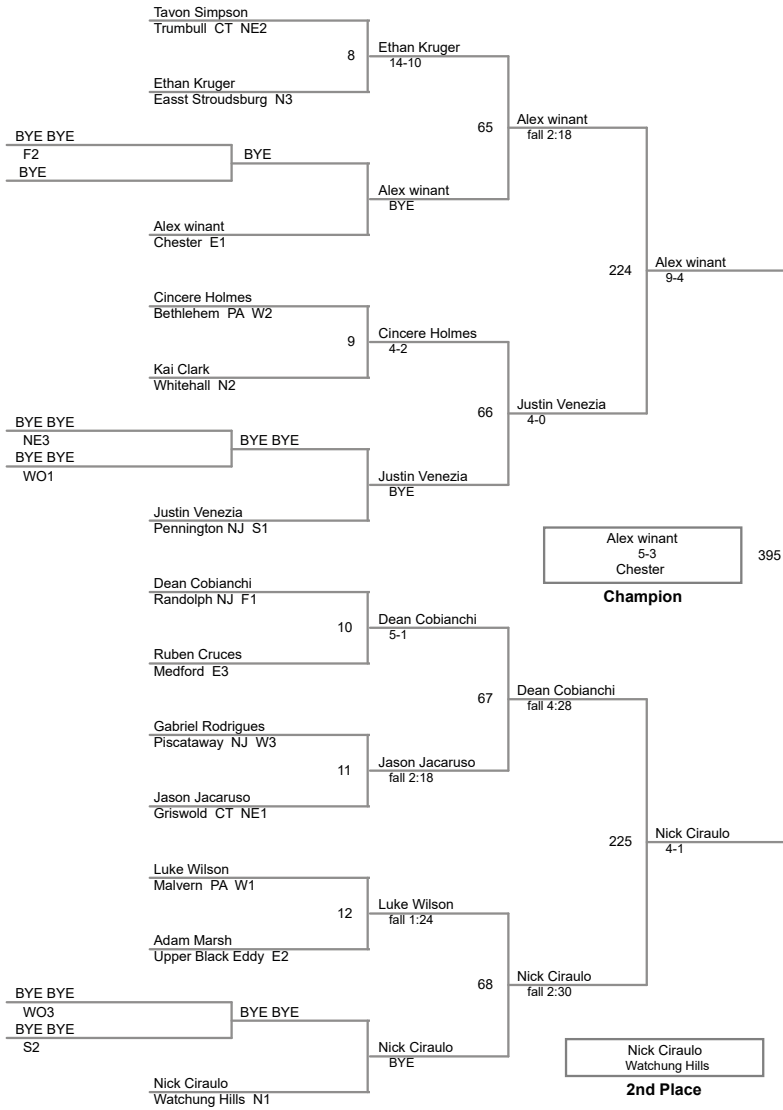 Tavon Simpson
Trumbull CT NE2
8
Ethan Kruger
14-10
Ethan Kruger
Easst Stroudsburg N3
65
Alex winant
fall 2:18
BYE BYE
F2
BYE
BYE
Alex winant
BYE
Alex winant
Chester E1
224
Alex winant
9-4
Cincere Holmes
Bethlehem PA W2
9
Cincere Holmes
4-2
Kai Clark
Whitehall N2
66
Justin Venezia
4-0
BYE BYE
NE3
BYE BYE
WO1
BYE BYE
Justin Venezia
BYE
Justin Venezia
Pennington NJ S1
Alex winant
5-3
Chester
395
Champion
Dean Cobianchi
Randolph NJ F1
10
Dean Cobianchi
5-1
Ruben Cruces
Medford E3
67
Dean Cobianchi
fall 4:28
Gabriel Rodrigues
Piscataway NJ W3
11
Jason Jacaruso
fall 2:18
Jason Jacaruso
Griswold CT NE1
225
Nick Ciraulo
4-1
Luke Wilson
Malvern PA W1
12
Luke Wilson
fall 1:24
Adam Marsh
Upper Black Eddy E2
68
Nick Ciraulo
fall 2:30
BYE BYE
WO3
BYE BYE
S2
BYE BYE
Nick Ciraulo
BYE
Nick Ciraulo
Watchung Hills N1
Nick Ciraulo
Watchung Hills
2nd Place